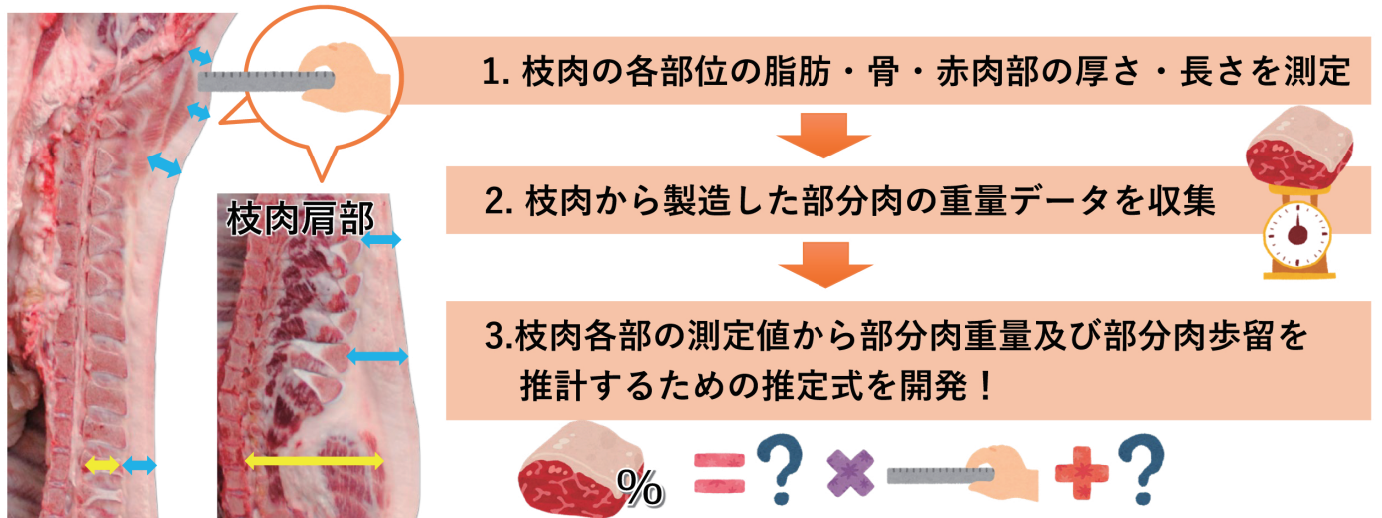 1. 枝肉の各部位の脂肪・骨・赤肉部の厚さ・長さを測定
枝肉肩部
2. 枝肉から製造した部分肉の重量データを収集
3.枝肉各部の測定値から部分肉重量及び部分肉歩留を
推計するための推定式を開発！
% = ? × + ?